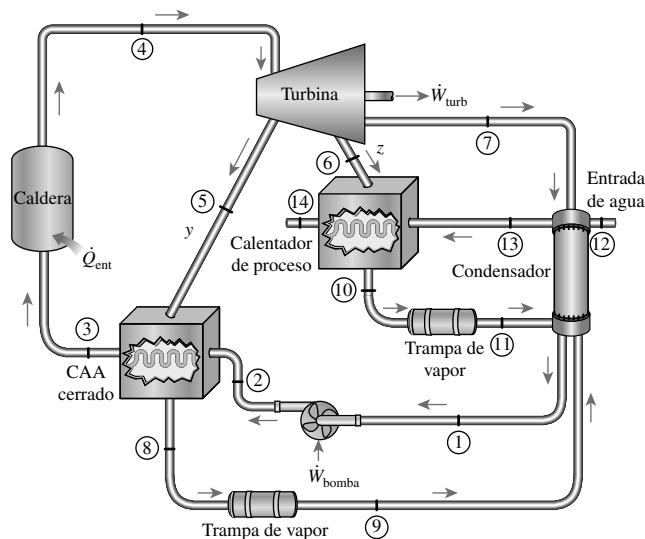 4
Turbina
Ẇturb
7
6
z
Caldera
5
14
Entrada
de agua
y
Calentador
de proceso
13
12
Q̇ent
Condensador
10
3
11
Trampa de
vapor
CAA
cerrado
2
1
8
Ẇbomba
9
Trampa de vapor